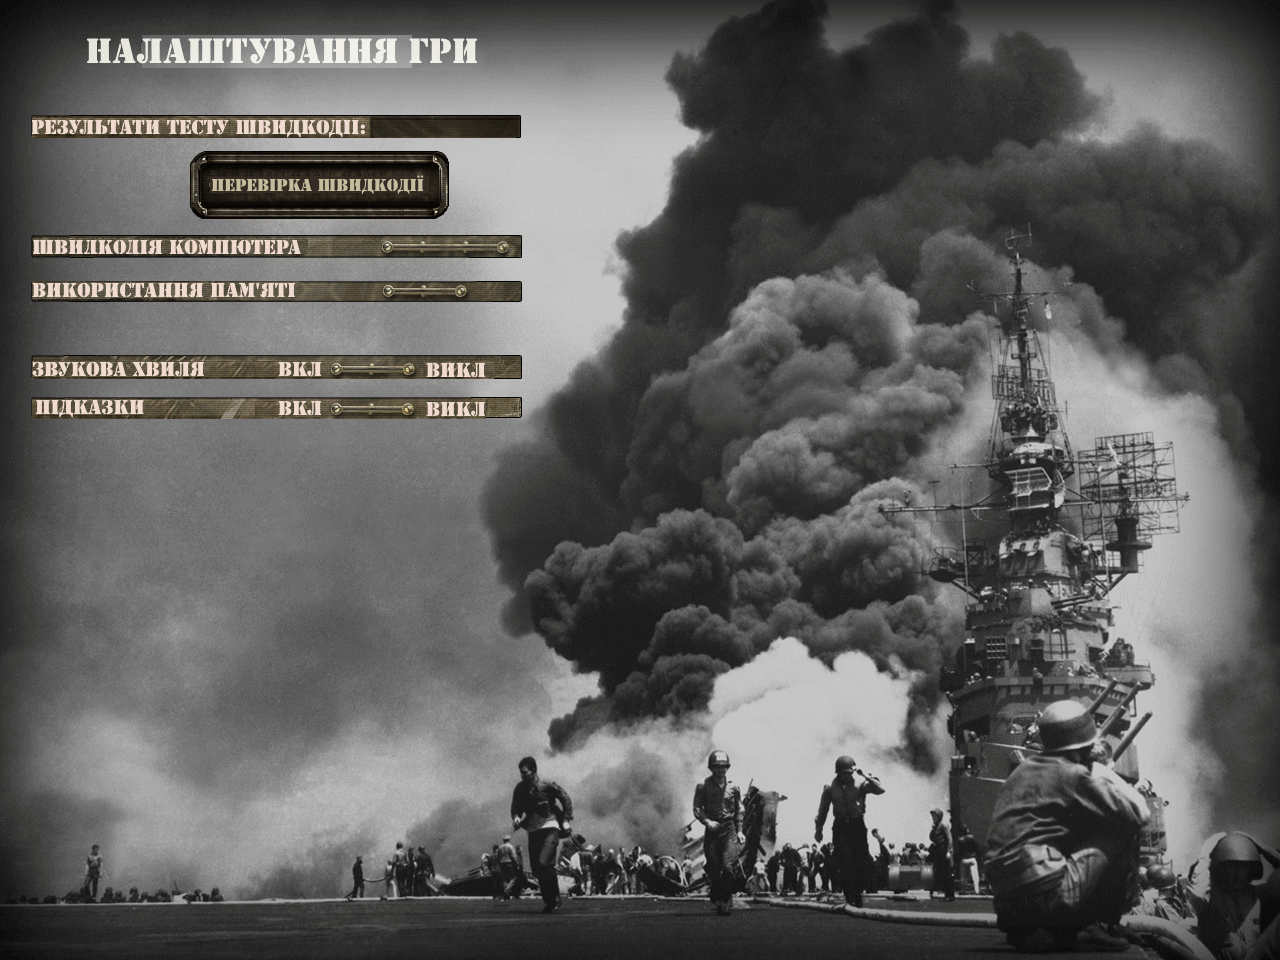 НАЛАШТУВАННЯ ГРИ
РЕЗУЛЬТАТИ ТЕСТУ ШВИДКОДІЇ:
ПЕРЕВІРКА ШВИДКОДІЇ
ШВИДКОДІЯ КОМПЮТЕРА
ВИКОРИСТАННЯ ПАМ'ЯТІ
ЗВУКОВА ХВИЛЯ ВКЛ ВИКЛ
ПІДКАЗКИ ВКЛ ВИКЛ